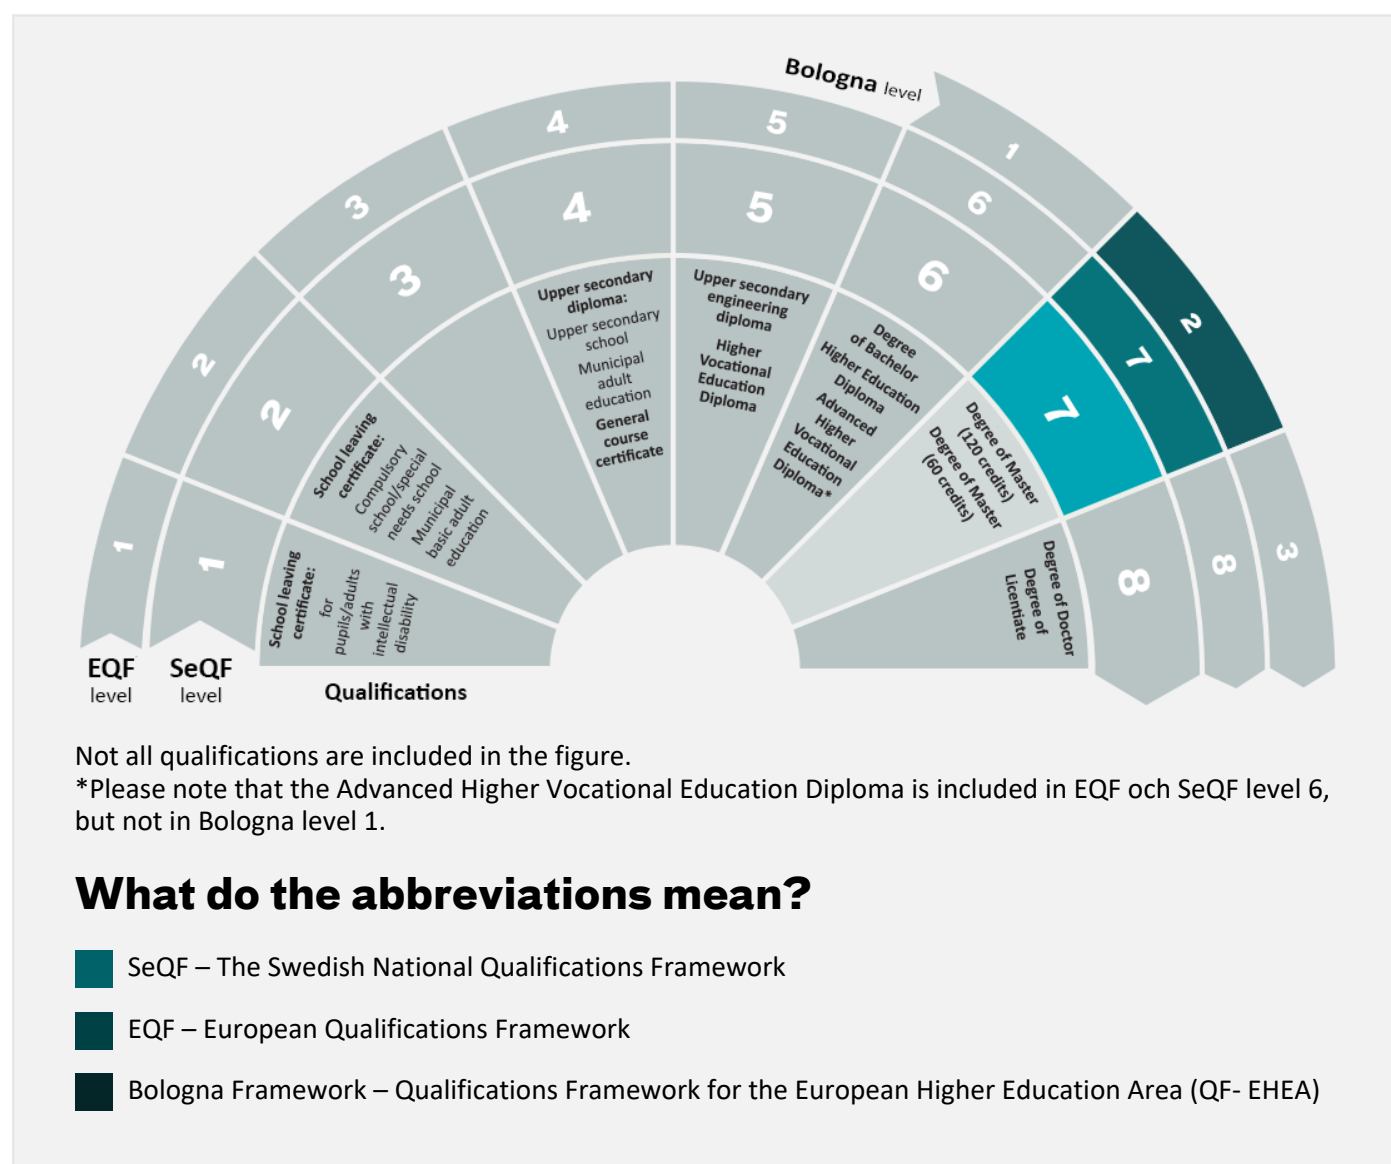 Bologna level
1
2
3
4
5
1
2
3
1
2
3
4
5
6
7
8
6
7
8
School leaving
certificate:
for
pupils/adults
with
intellectual
disability
School leaving
certificate:
Compulsory
school/special
needs school
Municipal
basic adult
education
Upper secondary
diploma:
Upper secondary
school
Municipal
adult
education
General
course
certificate
Upper secondary
engineering
diploma
Higher
Vocational
Education
Diploma
Degree
of Bachelor
Higher Education
Diploma
Advanced
Higher
Vocational
Education
Diploma*
Degree of Master
(120 credits)
Degree of Master
(60 credits)
Degree of Doctor
Degree of
Licentiate
EQF
level
SeQF
level
Qualifications
Not all qualifications are included in the figure.
*Please note that the Advanced Higher Vocational Education Diploma is included in EQF och SeQF level 6,
but not in Bologna level 1.
What do the abbreviations mean?
SeQF – The Swedish National Qualifications Framework
EQF – European Qualifications Framework
Bologna Framework – Qualifications Framework for the European Higher Education Area (QF- EHEA)